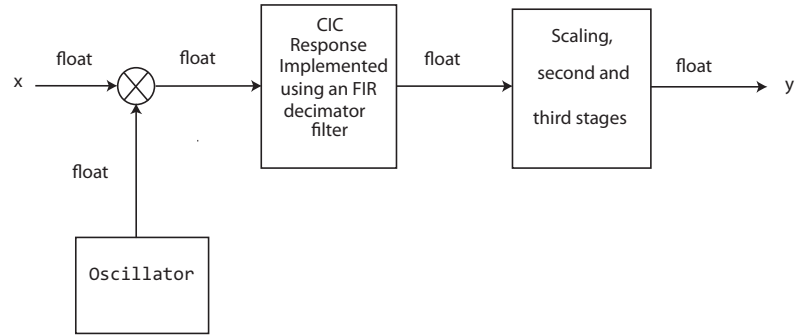 x
float
float
CIC
Response
Implemented
using an FIR
decimator
filter
float
Scaling,
second and
third stages
float
y
float
Oscillator